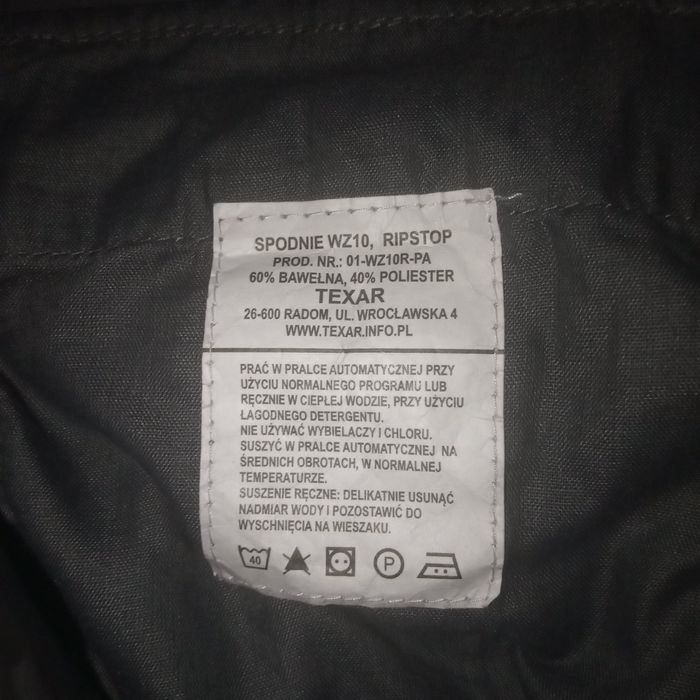 SPODNIE WZ10, RIPSTOP
PROD. NR.: 01-WZ10R-PA
60% BAWEŁNA, 40% POLIESTER
TEXAR
26-600 RADOM, UL. WROCŁAWSKA 4
WWW.TEXAR.INFO.PL
PRAĆ W PRALCE AUTOMATYCZNEJ PRZY
UŻYCIU NORMALNEGO PROGRAMU LUB
RĘCZNIE W CIEPŁEJ WODZIE, PRZY UŻYCIU
ŁAGODNEGO DETERGENTU.
NIE UŻYWAĆ WYBIELACZY I CHLORU.
SUSZYĆ W PRALCE AUTOMATYCZNEJ NA
ŚREDNICH OBROTACH, W NORMALNEJ
TEMPERATURZE.
SUSZENIE RĘCZNE: DELIKATNIE USUNĄĆ
NADMIAR WODY I POZOSTAWIĆ DO
WYSCHNIĘCIA NA WIESZAKU.
40 P